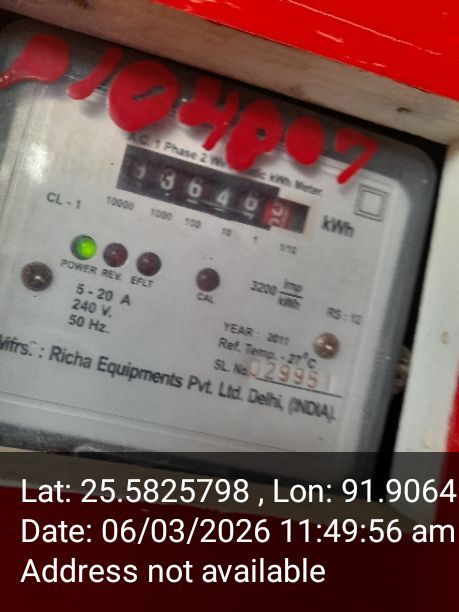 0104807
A.C. 1 Phase 2 Wire Static kWh Meter.
kWh
CL - 1
10000 1000 100 10 1 1/10
POWER REV. EFLT
CAL
3200 Imp/kWh
5 - 20 A
240 V.
50 Hz.
RS : 12
YEAR : 2011
Ref. Temp. - 27°C
SL. No. 029951
Mfrs. : Richa Equipments Pvt. Ltd. Delhi, (INDIA).
Lat: 25.5825798 , Lon: 91.9064
Date: 06/03/2026 11:49:56 am
Address not available